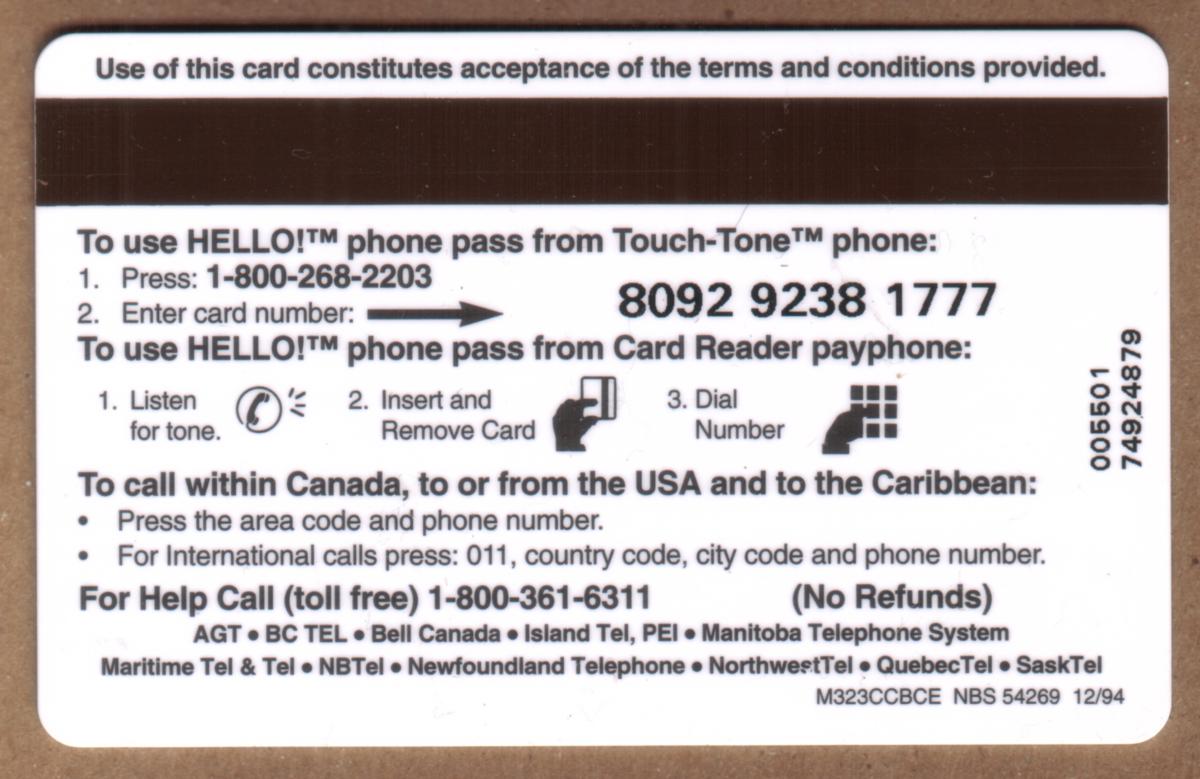 Use of this card constitutes acceptance of the terms and conditions provided.
To use HELLO!™ phone pass from Touch-Tone™ phone:
1. Press: 1-800-268-2203
2. Enter card number:
8092 9238 1777
To use HELLO!™ phone pass from Card Reader payphone:
1. Listen
for tone.
2. Insert and
Remove Card
3. Dial
Number
005501
74924879
To call within Canada, to or from the USA and to the Caribbean:
• Press the area code and phone number.
• For International calls press: 011, country code, city code and phone number.
For Help Call (toll free) 1-800-361-6311 (No Refunds)
AGT • BC TEL • Bell Canada • Island Tel, PEI • Manitoba Telephone System
Maritime Tel & Tel • NBTel • Newfoundland Telephone • NorthwestTel • QuebecTel • SaskTel
M323CCBCE NBS 54269 12/94